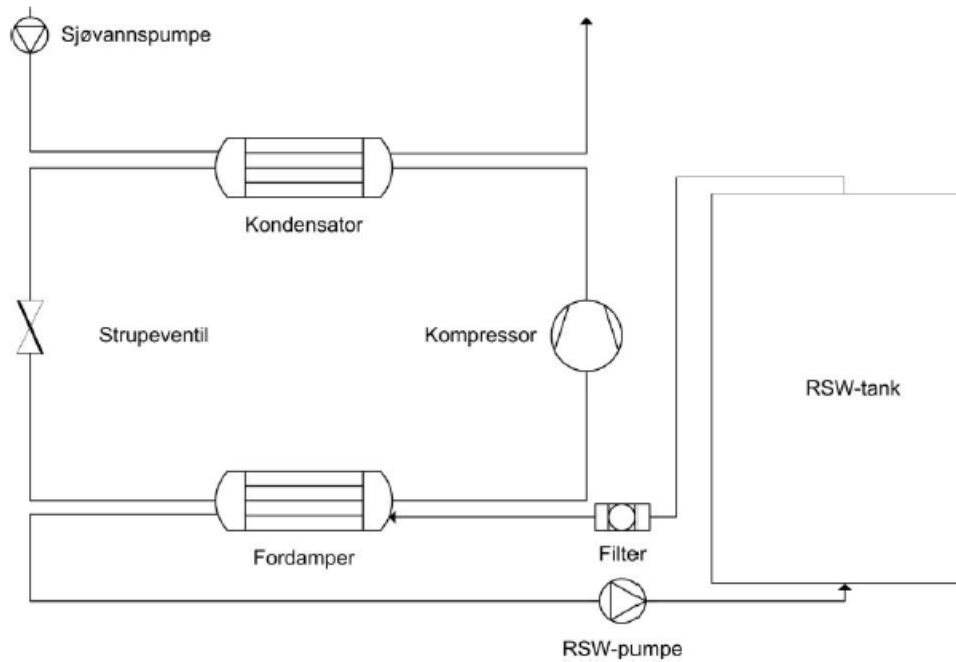 Sjøvannspumpe
Kondensator
Strupeventil
Kompressor
RSW-tank
Fordamper
Filter
RSW-pumpe